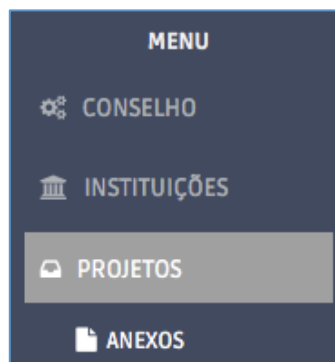 MENU
CONSELHO
INSTITUIÇÕES
PROJETOS
ANEXOS